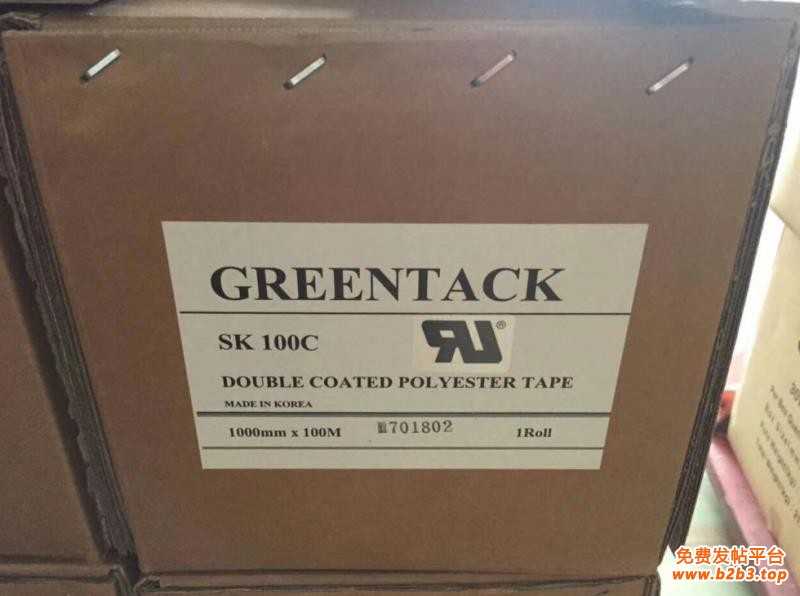 GREENTACK
SK 100C
DOUBLE COATED POLYESTER TAPE
MADE IN KOREA
1000mm x 100M 701802 1Roll
免费发帖平台
www.b2b3.top